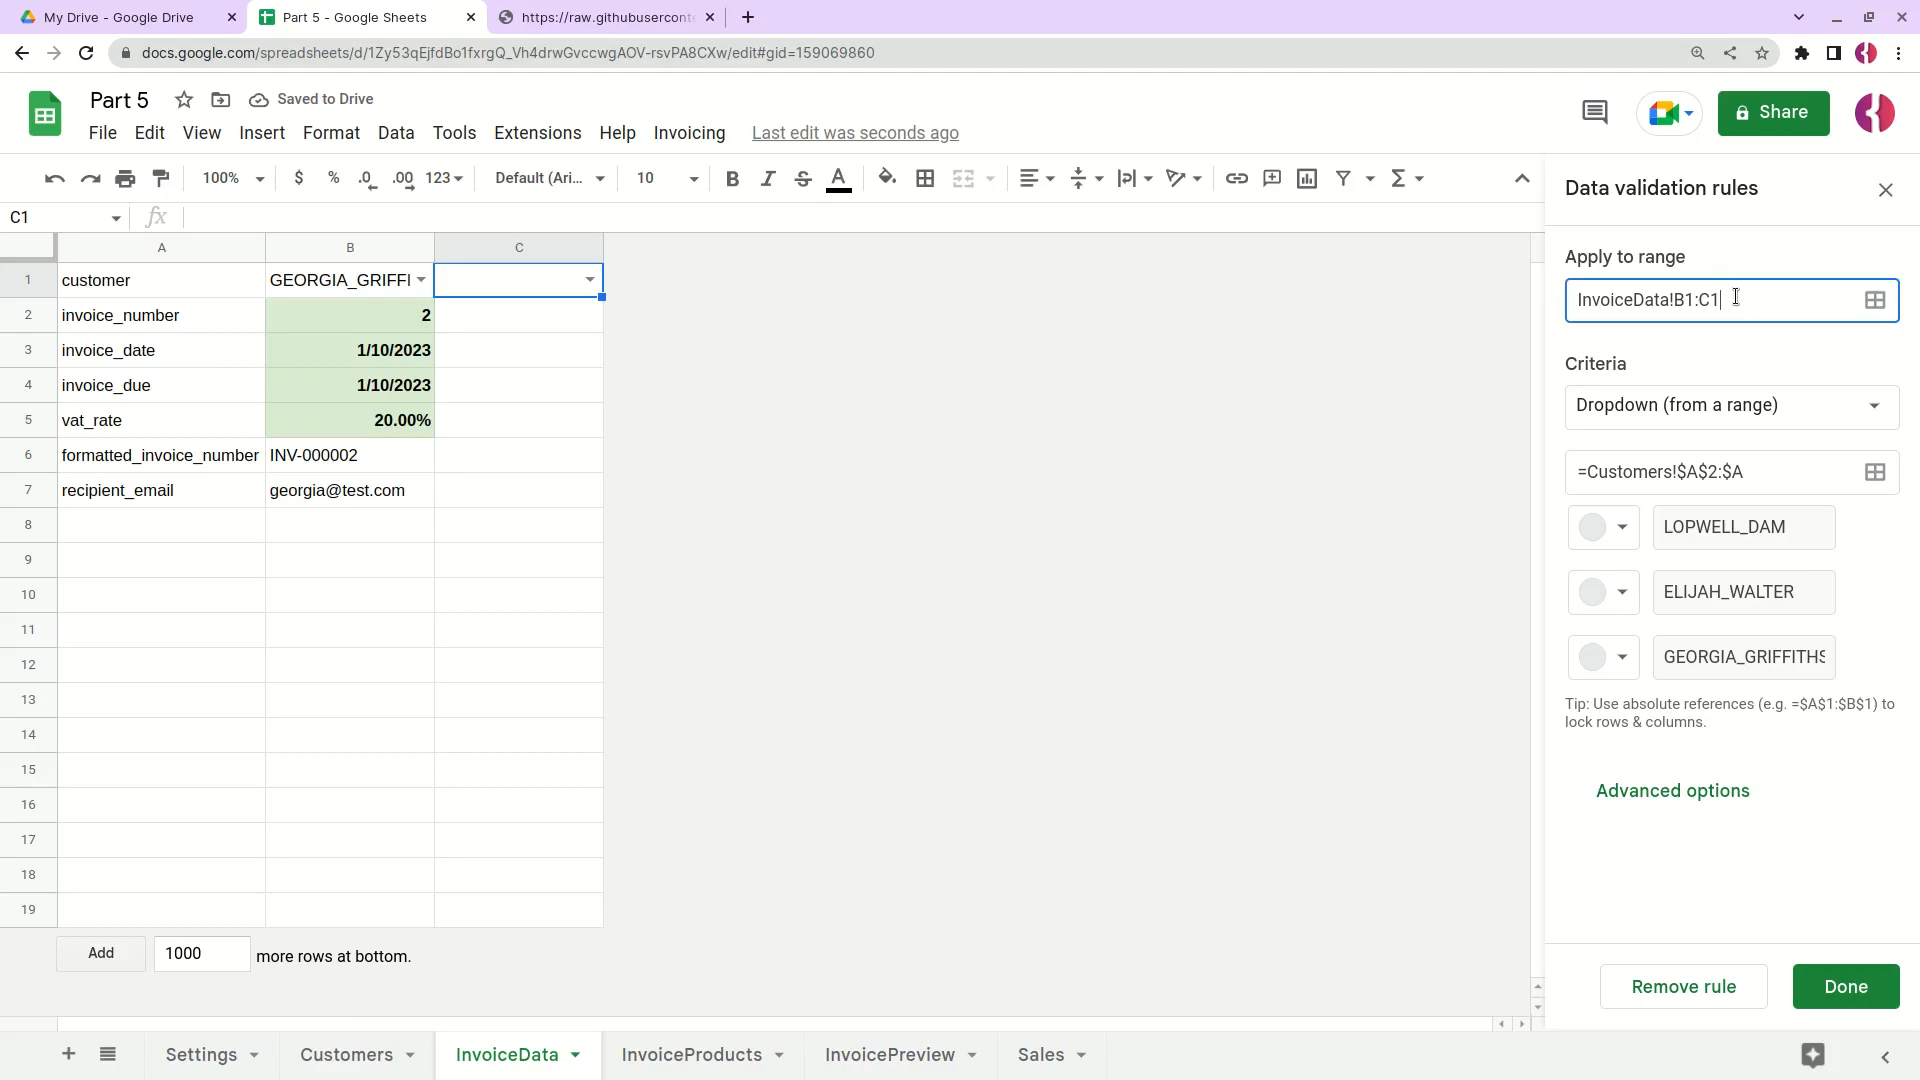 My Drive - Google Drive
Part 5 - Google Sheets
https://raw.githubuserconte
docs.google.com/spreadsheets/d/1Zy53qEjfdBo1fxrgQ_Vh4drwGvccwgAOV-rsvPA8CXw/edit#gid=159069860
Part 5
Saved to Drive
File Edit View Insert Format Data Tools Extensions Help Invoicing Last edit was seconds ago
Share
100% $ % .0 .00 123 Default (Ari... 10 B I S A
C1 fx
A B C
1 customer GEORGIA_GRIFFI
2 invoice_number 2
3 invoice_date 1/10/2023
4 invoice_due 1/10/2023
5 vat_rate 20.00%
6 formatted_invoice_number INV-000002
7 recipient_email georgia@test.com
8
9
10
11
12
13
14
15
16
17
18
19
Add 1000 more rows at bottom.
Data validation rules
Apply to range
InvoiceData!B1:C1
Criteria
Dropdown (from a range)
=Customers!$A$2:$A
LOPWELL_DAM
ELIJAH_WALTER
GEORGIA_GRIFFITHS
Tip: Use absolute references (e.g. =$A$1:$B$1) to
lock rows & columns.
Advanced options
Remove rule
Done
Settings Customers InvoiceData InvoiceProducts InvoicePreview Sales